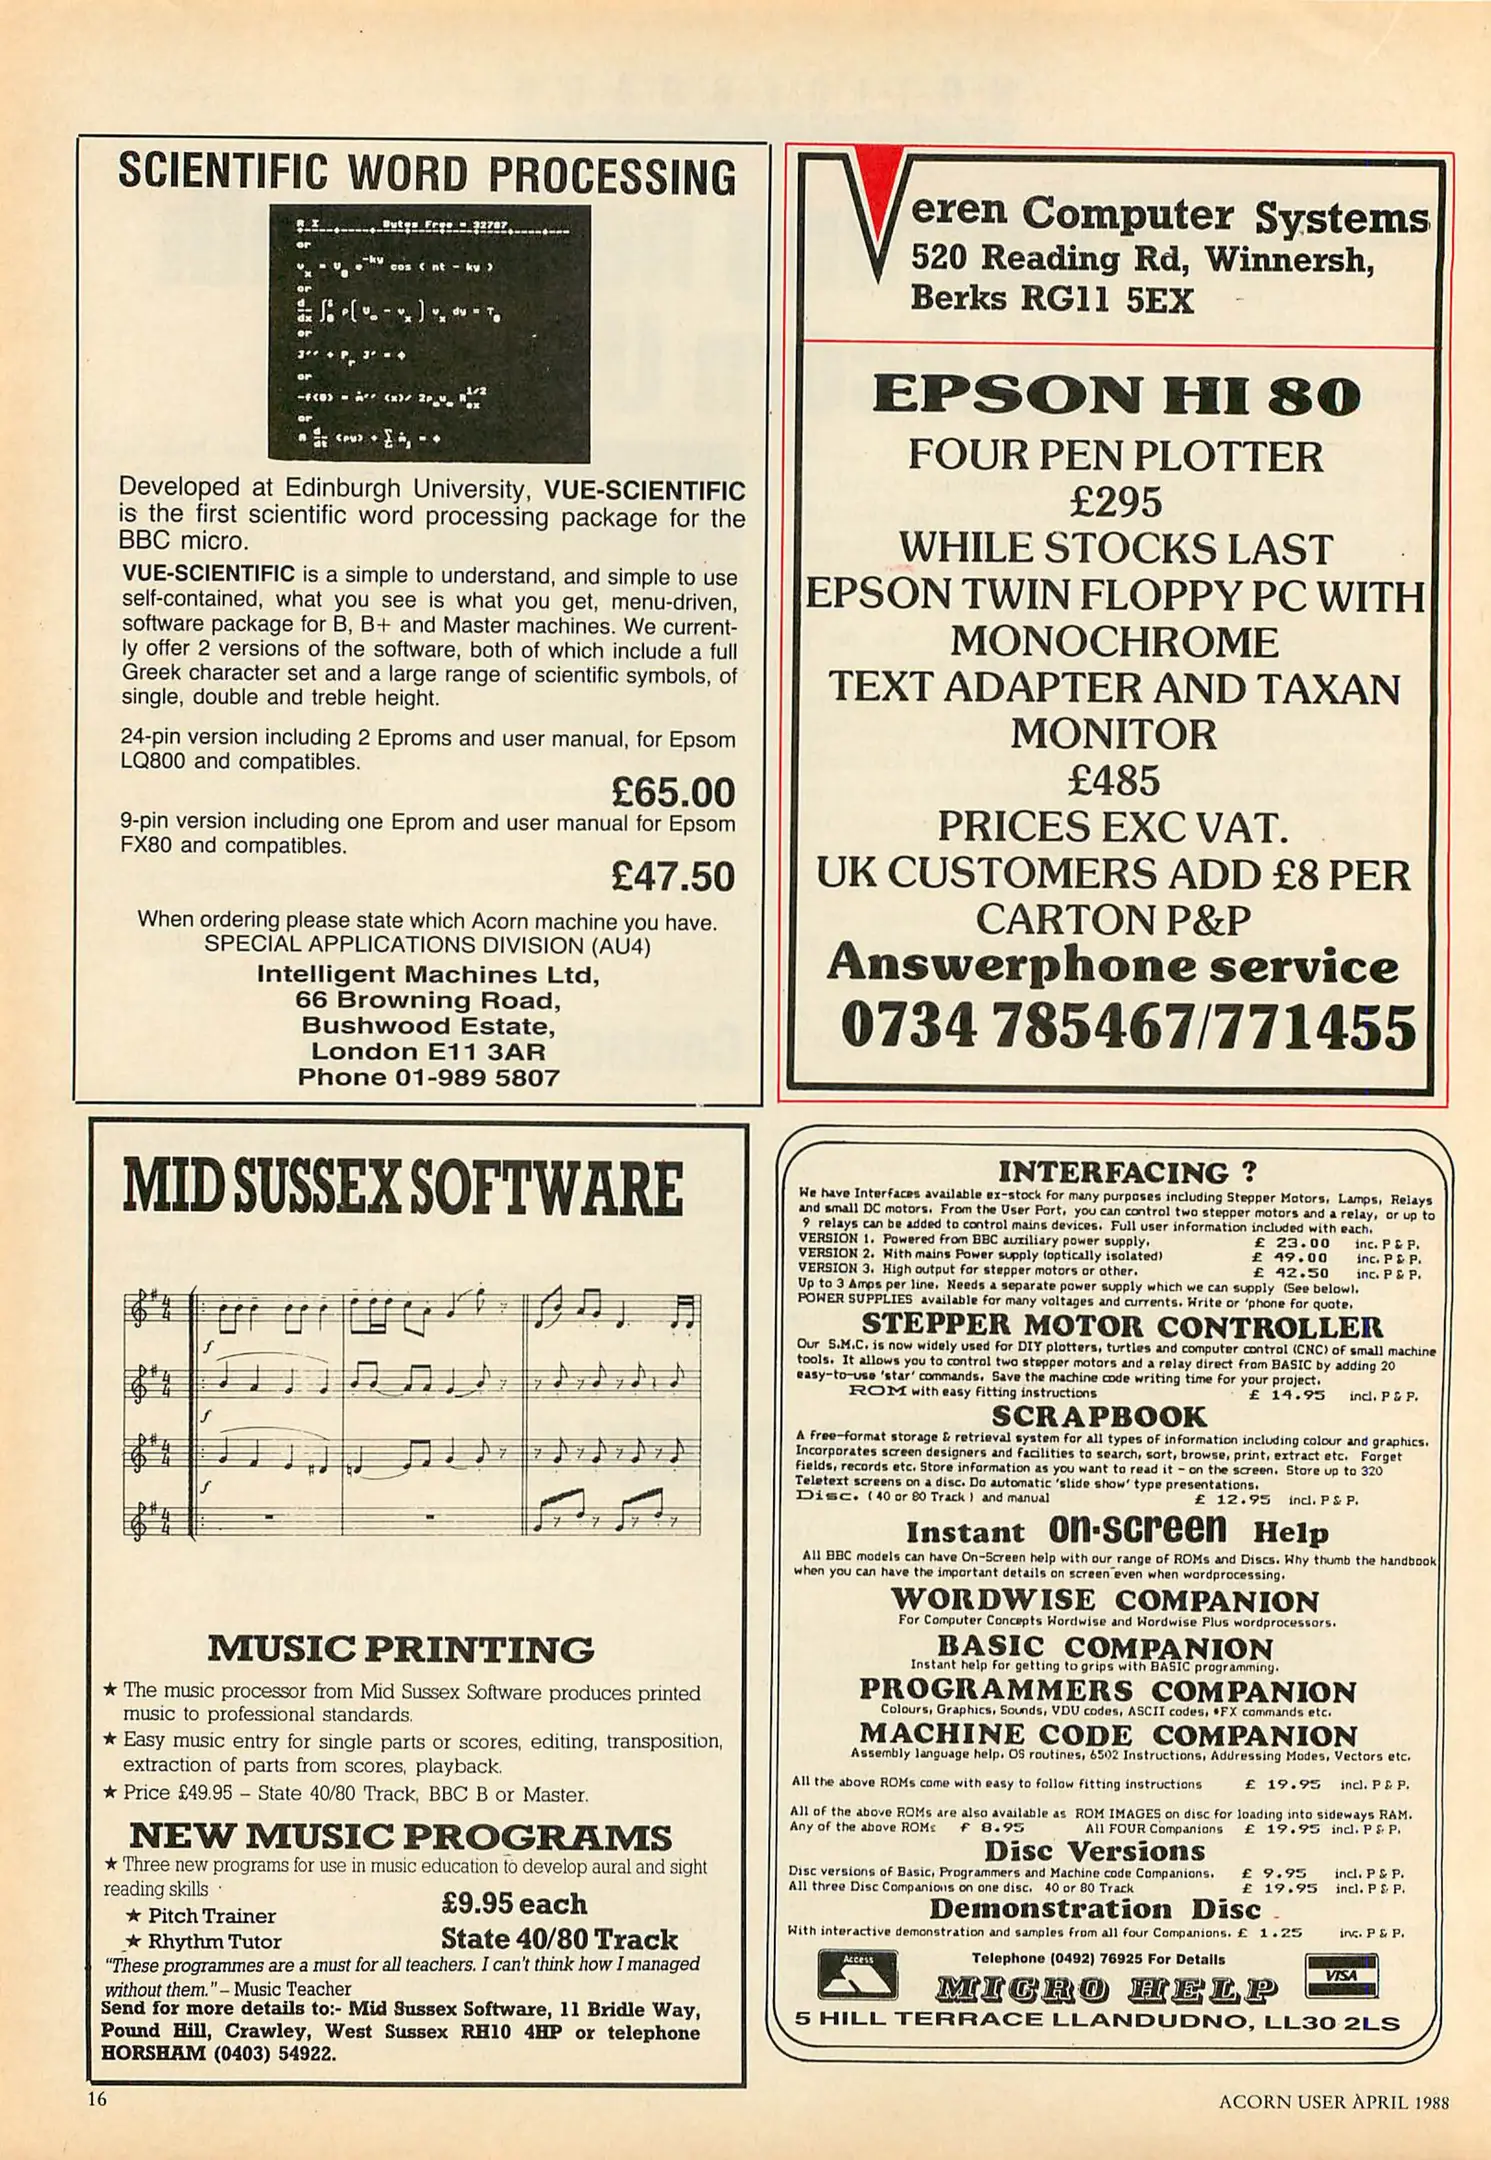 SCIENTIFIC WORD PROCESSING
Bytes Free = 32767
or
or
or
or
or
Developed at Edinburgh University, VUE-SCIENTIFIC
is the first scientific word processing package for the
BBC micro.
VUE-SCIENTIFIC is a simple to understand, and simple to use
self-contained, what you see is what you get, menu-driven,
software package for B, B+ and Master machines. We current-
ly offer 2 versions of the software, both of which include a full
Greek character set and a large range of scientific symbols, of
single, double and treble height.
24-pin version including 2 Eproms and user manual, for Epsom
LQ800 and compatibles.
£65.00
9-pin version including one Eprom and user manual for Epsom
FX80 and compatibles.
£47.50
When ordering please state which Acorn machine you have.
SPECIAL APPLICATIONS DIVISION (AU4)
Intelligent Machines Ltd,
66 Browning Road,
Bushwood Estate,
London E11 3AR
Phone 01-989 5807
Veren Computer Systems
520 Reading Rd, Winnersh,
Berks RG11 5EX
EPSON HI 80
FOUR PEN PLOTTER
£295
WHILE STOCKS LAST
EPSON TWIN FLOPPY PC WITH
MONOCHROME
TEXT ADAPTER AND TAXAN
MONITOR
£485
PRICES EXC VAT.
UK CUSTOMERS ADD £8 PER
CARTON P&P
Answerphone service
0734 785467/771455
MID SUSSEX SOFTWARE
f
f
f
MUSIC PRINTING
★ The music processor from Mid Sussex Software produces printed
music to professional standards.
★ Easy music entry for single parts or scores, editing, transposition,
extraction of parts from scores, playback.
★ Price £49.95 – State 40/80 Track, BBC B or Master.
NEW MUSIC PROGRAMS
★ Three new programs for use in music education to develop aural and sight
reading skills
£9.95 each
★ Pitch Trainer
★ Rhythm Tutor State 40/80 Track
"These programmes are a must for all teachers. I can't think how I managed
without them." – Music Teacher
Send for more details to:- Mid Sussex Software, 11 Bridle Way,
Pound Hill, Crawley, West Sussex RH10 4HP or telephone
HORSHAM (0403) 54922.
INTERFACING ?
We have Interfaces available ex-stock for many purposes including Stepper Motors, Lamps, Relays
and small DC motors. From the User Port, you can control two stepper motors and a relay, or up to
9 relays can be added to control mains devices. Full user information included with each.
VERSION 1. Powered from BBC auxiliary power supply. £ 23.00 inc. P & P.
VERSION 2. With mains Power supply (optically isolated) £ 49.00 inc. P & P.
VERSION 3. High output for stepper motors or other. £ 42.50 inc. P & P.
Up to 3 Amps per line. Needs a separate power supply which we can supply (See below).
POWER SUPPLIES available for many voltages and currents. Write or 'phone for quote.
STEPPER MOTOR CONTROLLER
Our S.M.C. is now widely used for DIY plotters, turtles and computer control (CNC) of small machine
tools. It allows you to control two stepper motors and a relay direct from BASIC by adding 20
easy-to-use 'star' commands. Save the machine code writing time for your project.
ROM with easy fitting instructions £ 14.95 incl. P & P.
SCRAPBOOK
A free-format storage & retrieval system for all types of information including colour and graphics.
Incorporates screen designers and facilities to search, sort, browse, print, extract etc. Forget
fields, records etc. Store information as you want to read it - on the screen. Store up to 320
Teletext screens on a disc. Do automatic 'slide show' type presentations.
Disc. ( 40 or 80 Track ) and manual £ 12.95 incl. P & P.
Instant on-screen Help
All BBC models can have On-Screen help with our range of ROMs and Discs. Why thumb the handbook
when you can have the important details on screen even when wordprocessing.
WORDWISE COMPANION
For Computer Concepts Wordwise and Wordwise Plus wordprocessors.
BASIC COMPANION
Instant help for getting to grips with BASIC programming.
PROGRAMMERS COMPANION
Colours, Graphics, Sounds, VDU codes, ASCII codes, *FX commands etc.
MACHINE CODE COMPANION
Assembly language help. OS routines, 6502 Instructions, Addressing Modes, Vectors etc.
All the above ROMs come with easy to follow fitting instructions £ 19.95 incl. P & P.
All of the above ROMs are also available as ROM IMAGES on disc for loading into sideways RAM.
Any of the above ROMs £ 8.95 All FOUR Companions £ 19.95 incl. P & P.
Disc Versions
Disc versions of Basic, Programmers and Machine code Companions. £ 9.95 incl. P & P.
All three Disc Companions on one disc. 40 or 80 Track £ 19.95 incl. P & P.
Demonstration Disc
With interactive demonstration and samples from all four Companions. £ 1.25 inc. P & P.
Access
Telephone (0492) 76925 For Details
VISA
MICRO HELP
5 HILL TERRACE LLANDUDNO, LL30 2LS
16
ACORN USER APRIL 1988